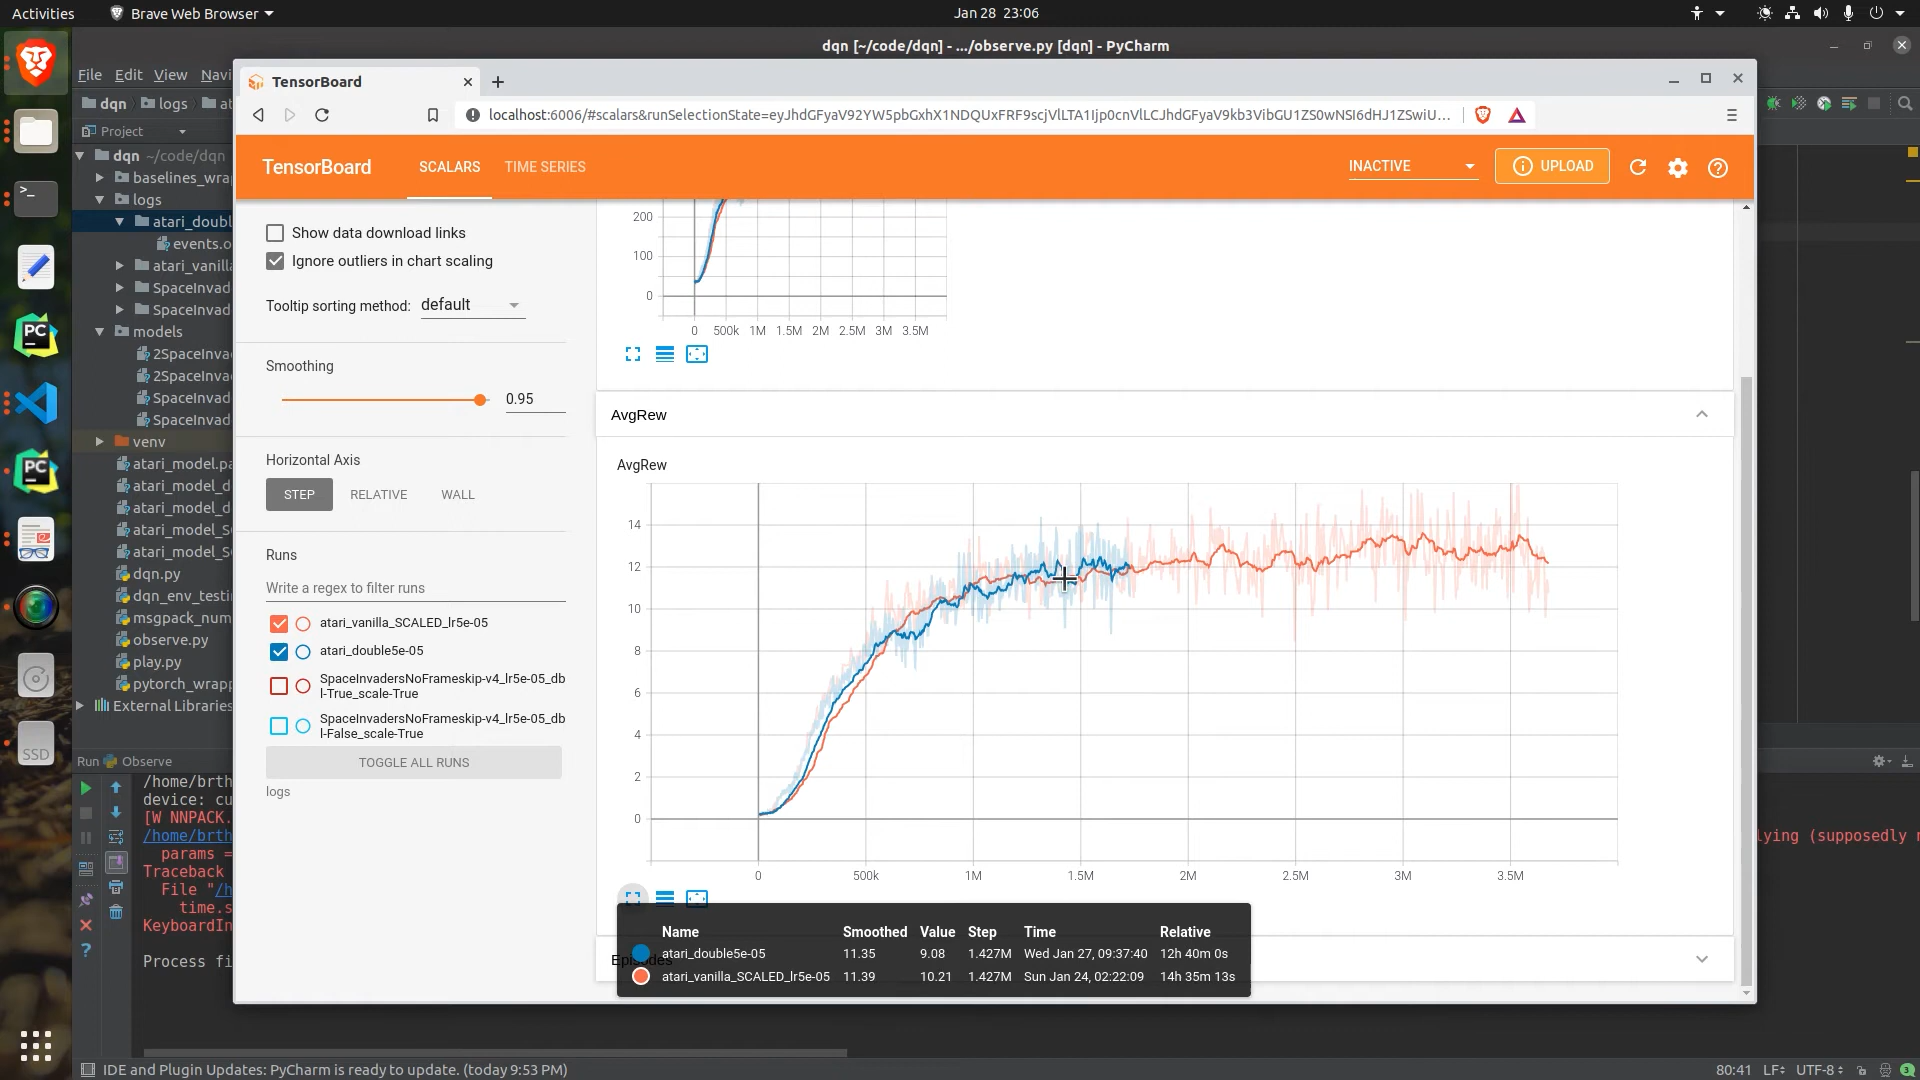 Activities
Brave Web Browser
Jan 28 23:06
dqn [~/code/dqn] - .../observe.py [dqn] - PyCharm
File Edit View Navi
TensorBoard
localhost:6006/#scalars&runSelectionState=
dqn logs
Project
TensorBoard
SCALARS
TIME SERIES
INACTIVE
UPLOAD
dqn ~/code/dqn
baselines_wra
logs
atari_doubl
events.o
atari_vanill
SpaceInvad
SpaceInvad
models
2SpaceInva
2SpaceInva
SpaceInvad
SpaceInvad
venv
atari_model.pa
atari_model_d
atari_model_d
atari_model_S
atari_model_S
dqn.py
dqn_env_testi
msgpack_num
observe.py
play.py
pytorch_wrapp
External Libraries
Show data download links
Ignore outliers in chart scaling
Tooltip sorting method: default
Smoothing
0.95
Horizontal Axis
STEP RELATIVE WALL
Runs
Write a regex to filter runs
atari_vanilla_SCALED_lr5e-05
atari_double5e-05
SpaceInvadersNoFrameskip-v4_lr5e-05_db
l-True_scale-True
SpaceInvadersNoFrameskip-v4_lr5e-05_db
l-False_scale-True
TOGGLE ALL RUNS
logs
200
100
0
0 500k 1M 1.5M 2M 2.5M 3M 3.5M
AvgRew
AvgRew
14
12
10
8
6
4
2
0
0 500k 1M 1.5M 2M 2.5M 3M 3.5M
Name Smoothed Value Step Time Relative
atari_double5e-05 11.35 9.08 1.427M Wed Jan 27, 09:37:40 12h 40m 0s
atari_vanilla_SCALED_lr5e-05 11.39 10.21 1.427M Sun Jan 24, 02:22:09 14h 35m 13s
Episodes
Run Observe
/home/brth
device: cu
[W NNPACK.
/home/brth
params =
Traceback
File "/h
time.s
KeyboardIn
Process fi
lying (supposedly
SSD
IDE and Plugin Updates: PyCharm is ready to update. (today 9:53 PM)
80:41 LF UTF-8
3